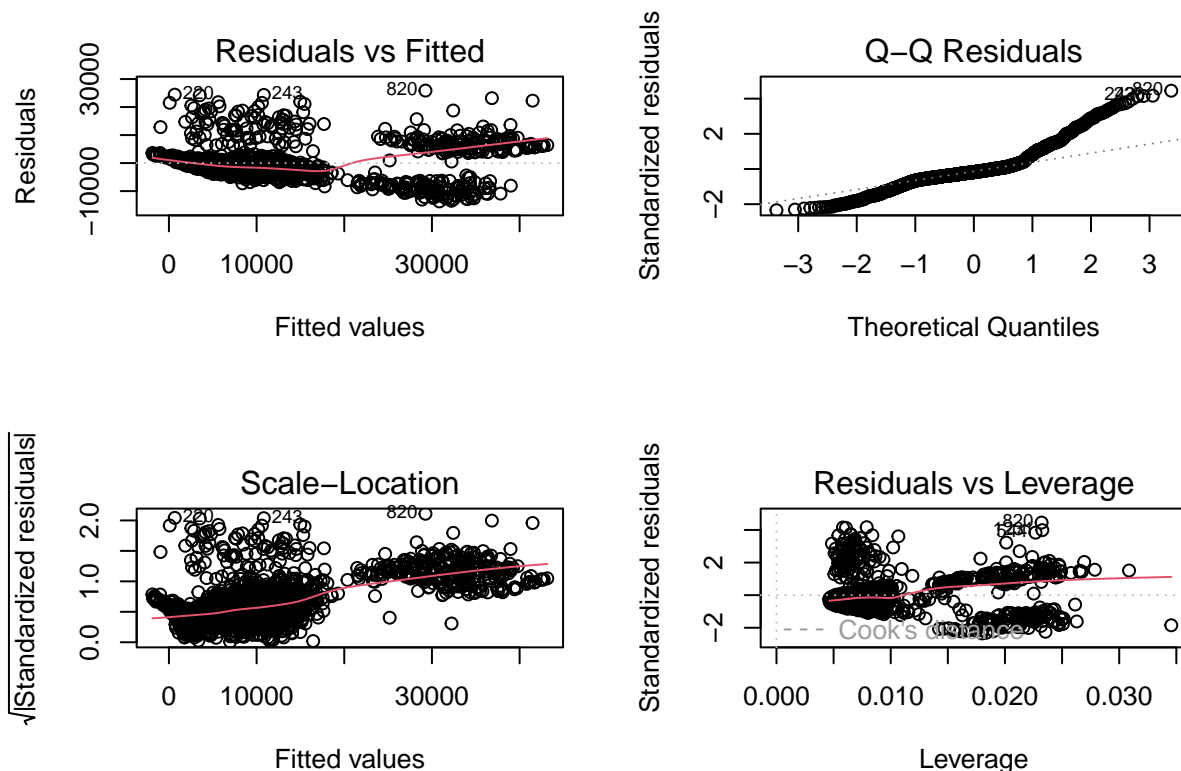 Residuals vs Fitted
Residuals
−10000
10000
30000
220
243
820
0
10000
30000
Fitted values
Q−Q Residuals
Standardized residuals
−2
2
820
−3
−2
−1
0
1
2
3
Theoretical Quantiles
Scale−Location
√|Standardized residuals|
0.0
1.0
2.0
220
243
820
0
10000
30000
Fitted values
Residuals vs Leverage
Standardized residuals
−2
2
820
Cook's distance
0.000
0.010
0.020
0.030
Leverage